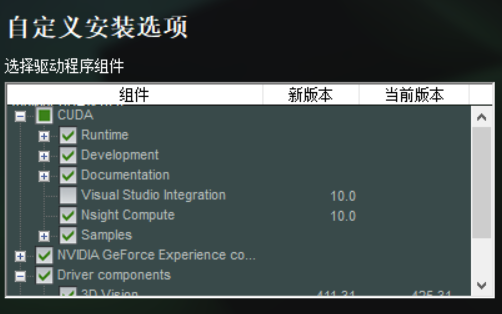 自定义安装选项
选择驱动程序组件
组件 新版本 当前版本
CUDA
Runtime
Development
Documentation
Visual Studio Integration 10.0
Nsight Compute 10.0
Samples
NVIDIA GeForce Experience co...
Driver components
3D Vision 411.31 425.31